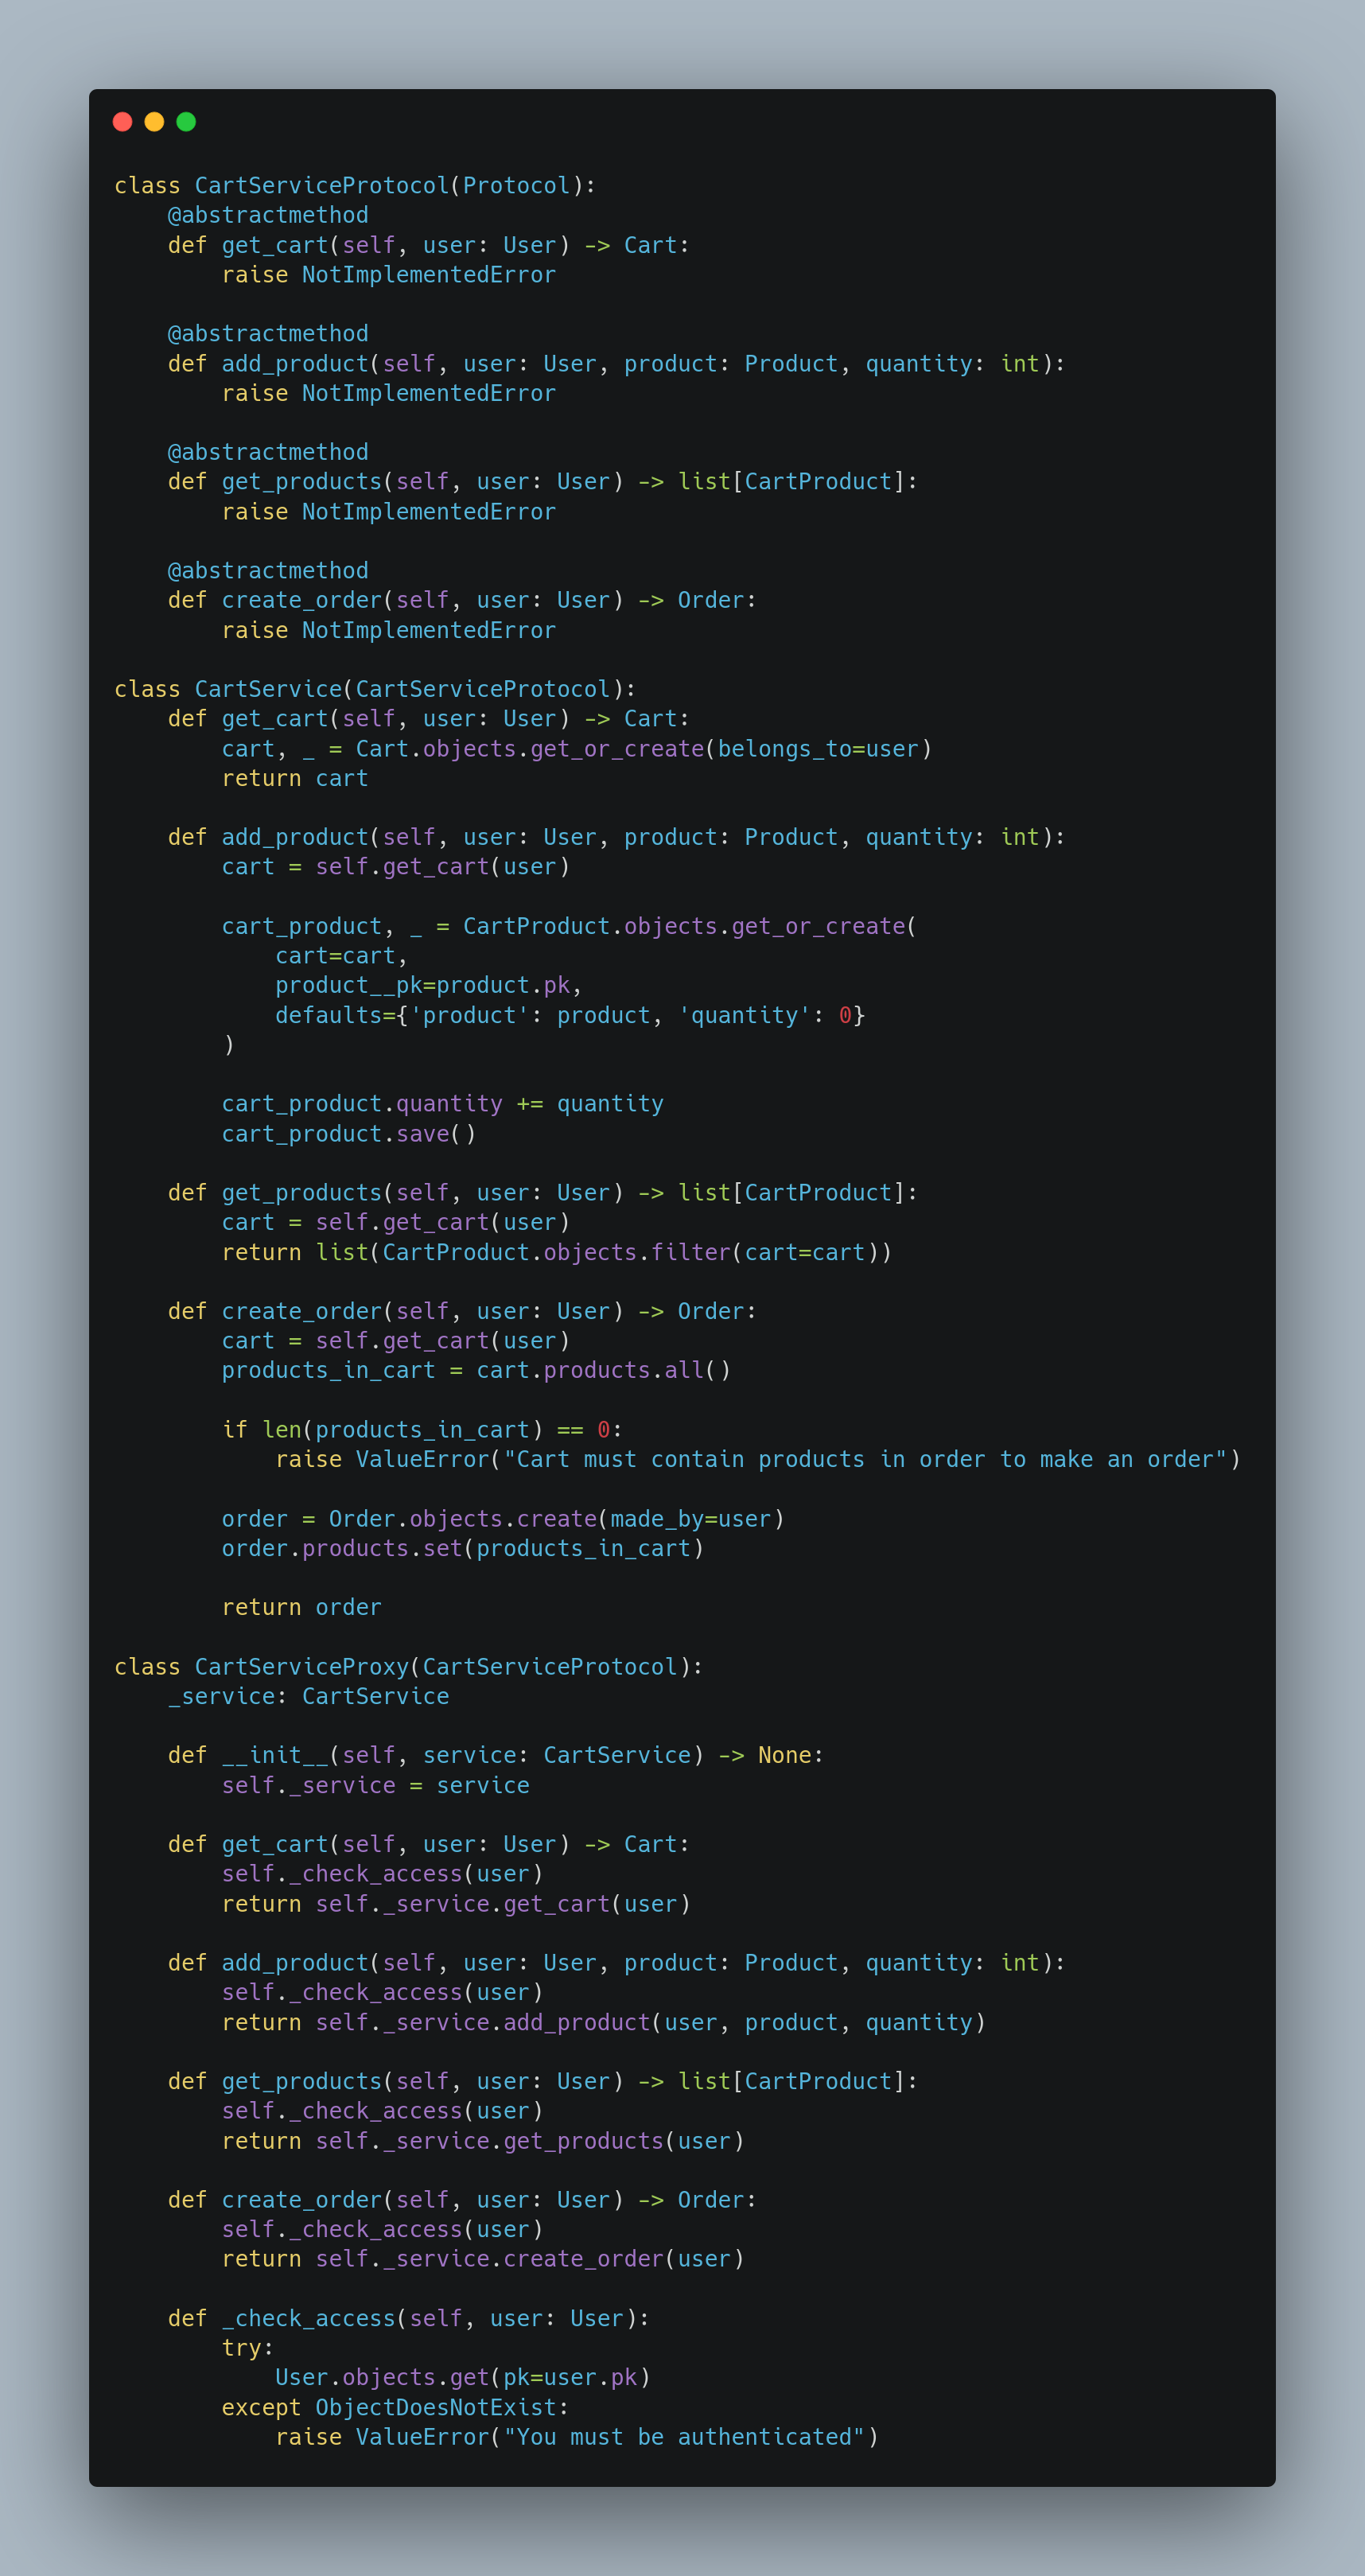 class CartServiceProtocol(Protocol):
    @abstractmethod
    def get_cart(self, user: User) -> Cart:
        raise NotImplementedError

    @abstractmethod
    def add_product(self, user: User, product: Product, quantity: int):
        raise NotImplementedError

    @abstractmethod
    def get_products(self, user: User) -> list[CartProduct]:
        raise NotImplementedError

    @abstractmethod
    def create_order(self, user: User) -> Order:
        raise NotImplementedError

class CartService(CartServiceProtocol):
    def get_cart(self, user: User) -> Cart:
        cart, _ = Cart.objects.get_or_create(belongs_to=user)
        return cart

    def add_product(self, user: User, product: Product, quantity: int):
        cart = self.get_cart(user)

        cart_product, _ = CartProduct.objects.get_or_create(
            cart=cart,
            product__pk=product.pk,
            defaults={'product': product, 'quantity': 0}
        )

        cart_product.quantity += quantity
        cart_product.save()

    def get_products(self, user: User) -> list[CartProduct]:
        cart = self.get_cart(user)
        return list(CartProduct.objects.filter(cart=cart))

    def create_order(self, user: User) -> Order:
        cart = self.get_cart(user)
        products_in_cart = cart.products.all()

        if len(products_in_cart) == 0:
            raise ValueError("Cart must contain products in order to make an order")

        order = Order.objects.create(made_by=user)
        order.products.set(products_in_cart)

        return order

class CartServiceProxy(CartServiceProtocol):
    _service: CartService

    def __init__(self, service: CartService) -> None:
        self._service = service

    def get_cart(self, user: User) -> Cart:
        self._check_access(user)
        return self._service.get_cart(user)

    def add_product(self, user: User, product: Product, quantity: int):
        self._check_access(user)
        return self._service.add_product(user, product, quantity)

    def get_products(self, user: User) -> list[CartProduct]:
        self._check_access(user)
        return self._service.get_products(user)

    def create_order(self, user: User) -> Order:
        self._check_access(user)
        return self._service.create_order(user)

    def _check_access(self, user: User):
        try:
            User.objects.get(pk=user.pk)
        except ObjectDoesNotExist:
            raise ValueError("You must be authenticated")